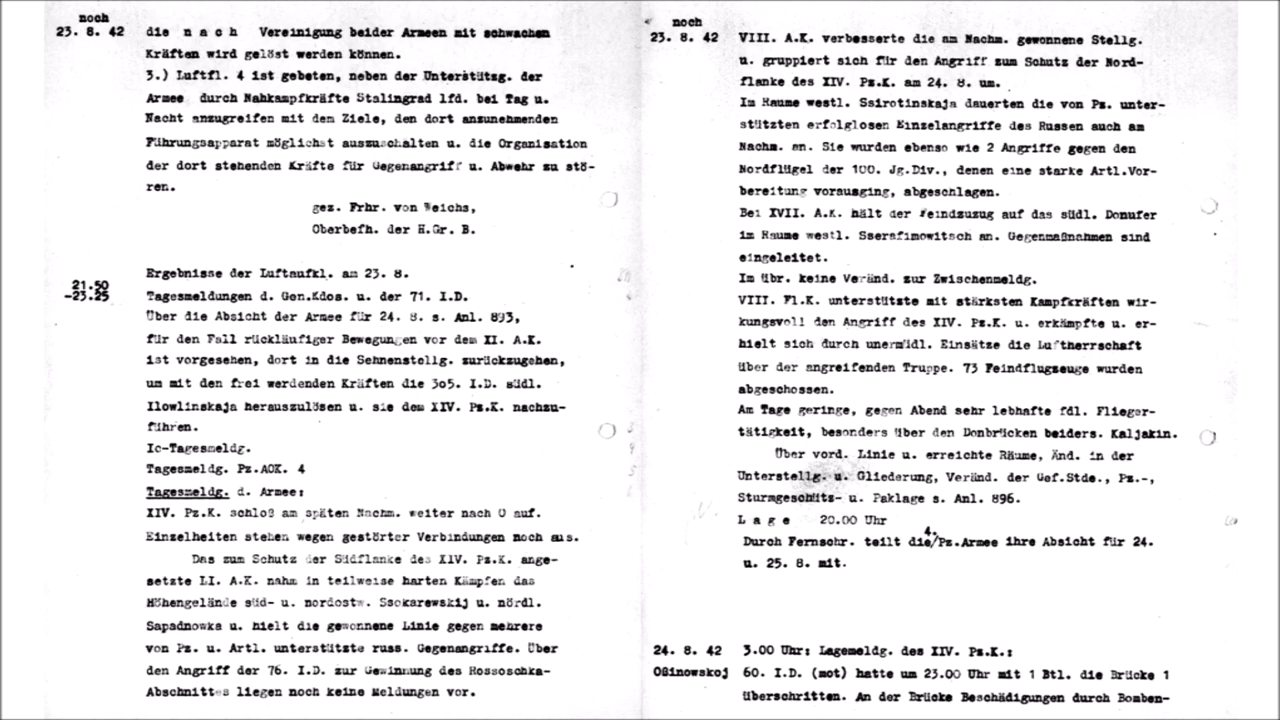 noch
23. 8. 42 die n a c h Vereinigung beider Armeen mit schwachen
Kräften wird gelöst werden können.
3.) Luftfl. 4 ist gebeten, neben der Unterstützg. der
Armee durch Nahkampfkräfte Stalingrad lfd. bei Tag u.
Nacht anzugreifen mit dem Ziele, den dort anzunehmenden
Führungsapparat möglichst auszuschalten u. die Organisation
der dort stehenden Kräfte für Gegenangriff u. Abwehr zu stö-
ren.
gez. Frhr. von Weichs,
Oberbefh. der H.Gr. B.
Ergebnisse der Luftaufkl. am 23. 8.
21.50
-23.25 Tagesmeldungen d. Gen.Kdos. u. der 71. I.D.
Über die Absicht der Armee für 24. 8. s. Anl. 893,
für den Fall rückläufiger Bewegungen vor dem XI. A.K.
ist vorgesehen, dort in die Sehnenstellg. zurückzugehen,
um mit den frei werdenden Kräften die 3o5. I.D. südl.
Ilowlinskaja herauszulösen u. sie dem XIV. Pz.K. nachzu-
führen.
Ic-Tagesmeldg.
Tagesmeldg. Pz.AOK. 4
Tagesmeldg. d. Armee:
XIV. Pz.K. schloß am späten Nachm. weiter nach O auf.
Einzelheiten stehen wegen gestörter Verbindungen noch aus.
Das zum Schutz der Südflanke des XIV. Pz.K. ange-
setzte LI. A.K. nahm in teilweise harten Kämpfen das
Höhengelände süd- u. nordostw. Ssokarewskij u. nördl.
Sapadnowka u. hielt die gewonnene Linie gegen mehrere
von Pz. u. Artl. unterstützte russ. Gegenangriffe. Über
den Angriff der 76. I.D. zur Gewinnung des Rossoschka-
Abschnittes liegen noch keine Meldungen vor.
noch
23. 8. 42 VIII. A.K. verbesserte die am Nachm. gewonnene Stellg.
u. gruppiert sich für den Angriff zum Schutz der Nord-
flanke des XIV. Pz.K. am 24. 8. um.
Im Raume westl. Ssirotinskaja dauerten die von Pz. unter-
stützten erfolglosen Einzelangriffe des Russen auch am
Nachm. an. Sie wurden ebenso wie 2 Angriffe gegen den
Nordflügel der 100. Jg.Div., denen eine starke Artl.Vor-
bereitung vorausging, abgeschlagen.
Bei XVII. A.K. hält der Feindzuzug auf das südl. Donufer
im Raume westl. Sserafimowitsch an. Gegenmaßnahmen sind
eingeleitet.
Im übr. keine Veränd. zur Zwischenmeldg.
VIII. Fl.K. unterstützte mit stärksten Kampfkräften wir-
kungsvoll den Angriff des XIV. Pz.K. u. erkämpfte u. er-
hielt sich durch unermüdl. Einsätze die Luftherrschaft
über der angreifenden Truppe. 73 Feindflugzeuge wurden
abgeschossen.
Am Tage geringe, gegen Abend sehr lebhafte fdl. Flieger-
tätigkeit, besonders über den Donbrücken beiders. Kaljakin.
Über vord. Linie u. erreichte Räume, Änd. in der
Unterstellg. u. Gliederung, Veränd. der Gef.Stde., Pz.-,
Sturmgeschütz- u. Paklage s. Anl. 896.
L a g e 20.00 Uhr
Durch Fernschr. teilt die 4. Pz.Armee ihre Absicht für 24.
u. 25. 8. mit.
24. 8. 42 3.00 Uhr: Lagemeldg. des XIV. Pz.K.:
Oßinowskoj 60. I.D. (mot) hatte um 23.00 Uhr mit 1 Btl. die Brücke 1
überschritten. An der Brücke Beschädigungen durch Bomben-